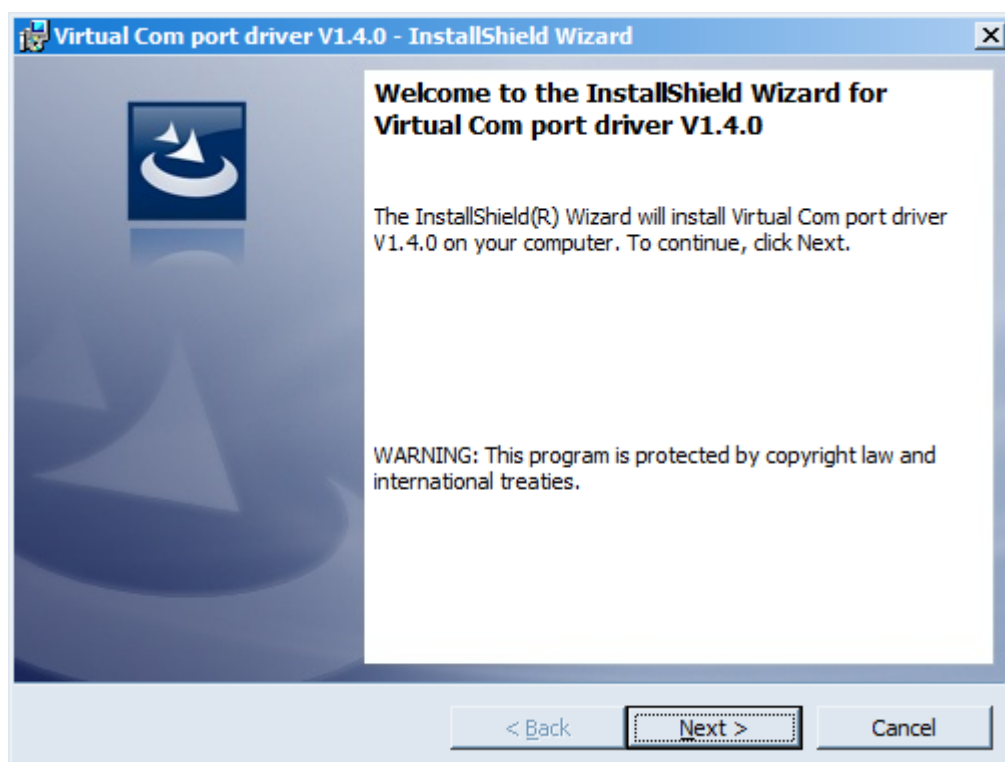 Virtual Com port driver V1.4.0 - InstallShield Wizard
Welcome to the InstallShield Wizard for
Virtual Com port driver V1.4.0
The InstallShield(R) Wizard will install Virtual Com port driver
V1.4.0 on your computer. To continue, click Next.
WARNING: This program is protected by copyright law and
international treaties.
< Back Next > Cancel